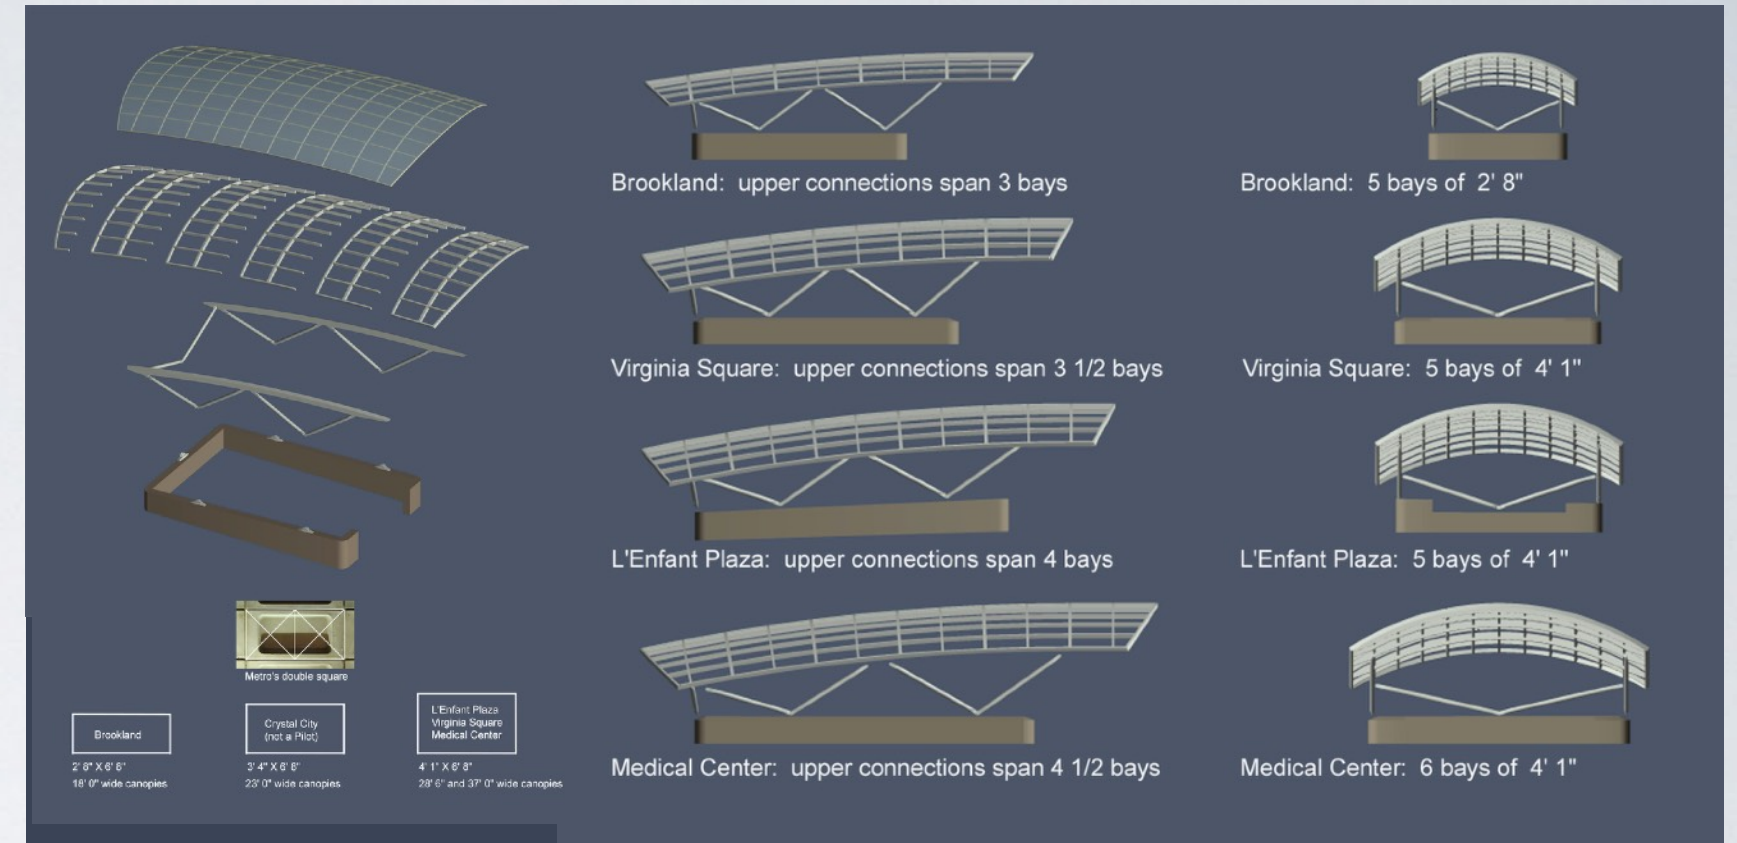 Brookland: upper connections span 3 bays
Brookland: 5 bays of 2' 8"
Virginia Square: upper connections span 3 1/2 bays
Virginia Square: 5 bays of 4' 1"
L'Enfant Plaza: upper connections span 4 bays
L'Enfant Plaza: 5 bays of 4' 1"
Medical Center: upper connections span 4 1/2 bays
Medical Center: 6 bays of 4' 1"
Metro's double square
Brookland
2' 8" X 6' 8"
18' 0" wide canopies
Crystal City
(not a Pilot)
3' 4" X 6' 8"
23' 0" wide canopies
L'Enfant Plaza
Virginia Square
Medical Center
4' 1" X 6' 8"
28' 6" and 37' 0" wide canopies